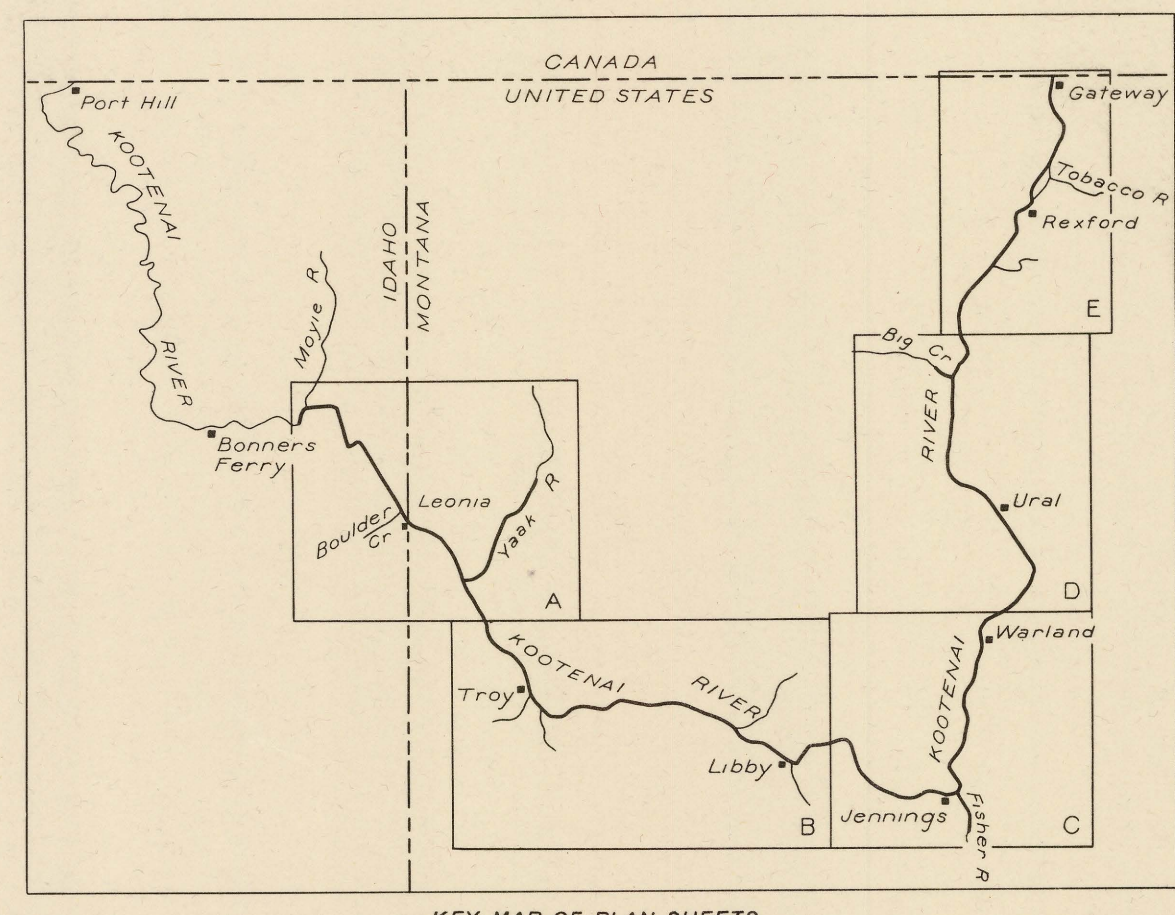 CANADA
UNITED STATES
Port Hill
Gateway
KOOTENAI
Tobacco R
Rexford
IDAHO
MONTANA
Moyie R
E
RIVER
Big Cr
RIVER
Bonners
Ferry
Leonia
Yaak R
Ural
Boulder
Cr
A
D
KOOTENAI
RIVER
Warland
KOOTENAI
Troy
Libby
Jennings
Fisher R
B
C
KEY MAP OF PLAN SHEETS